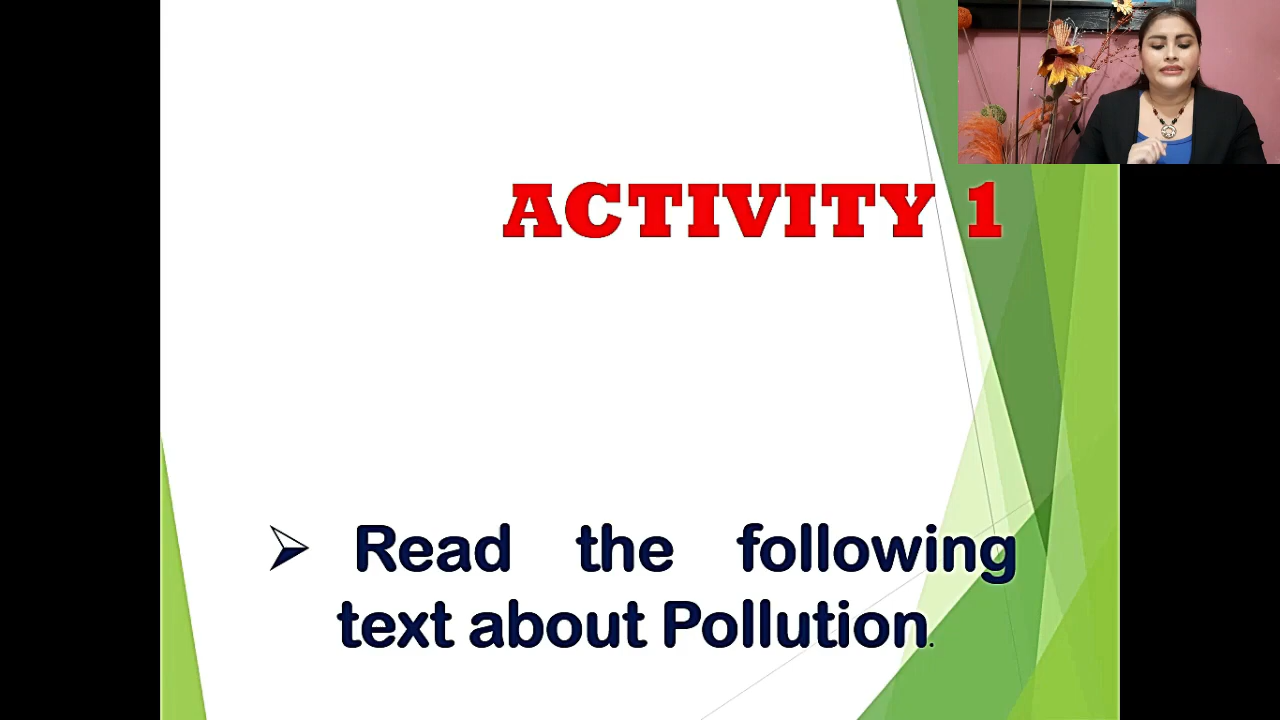 ACTIVITY 1
➢ Read the following
text about Pollution.